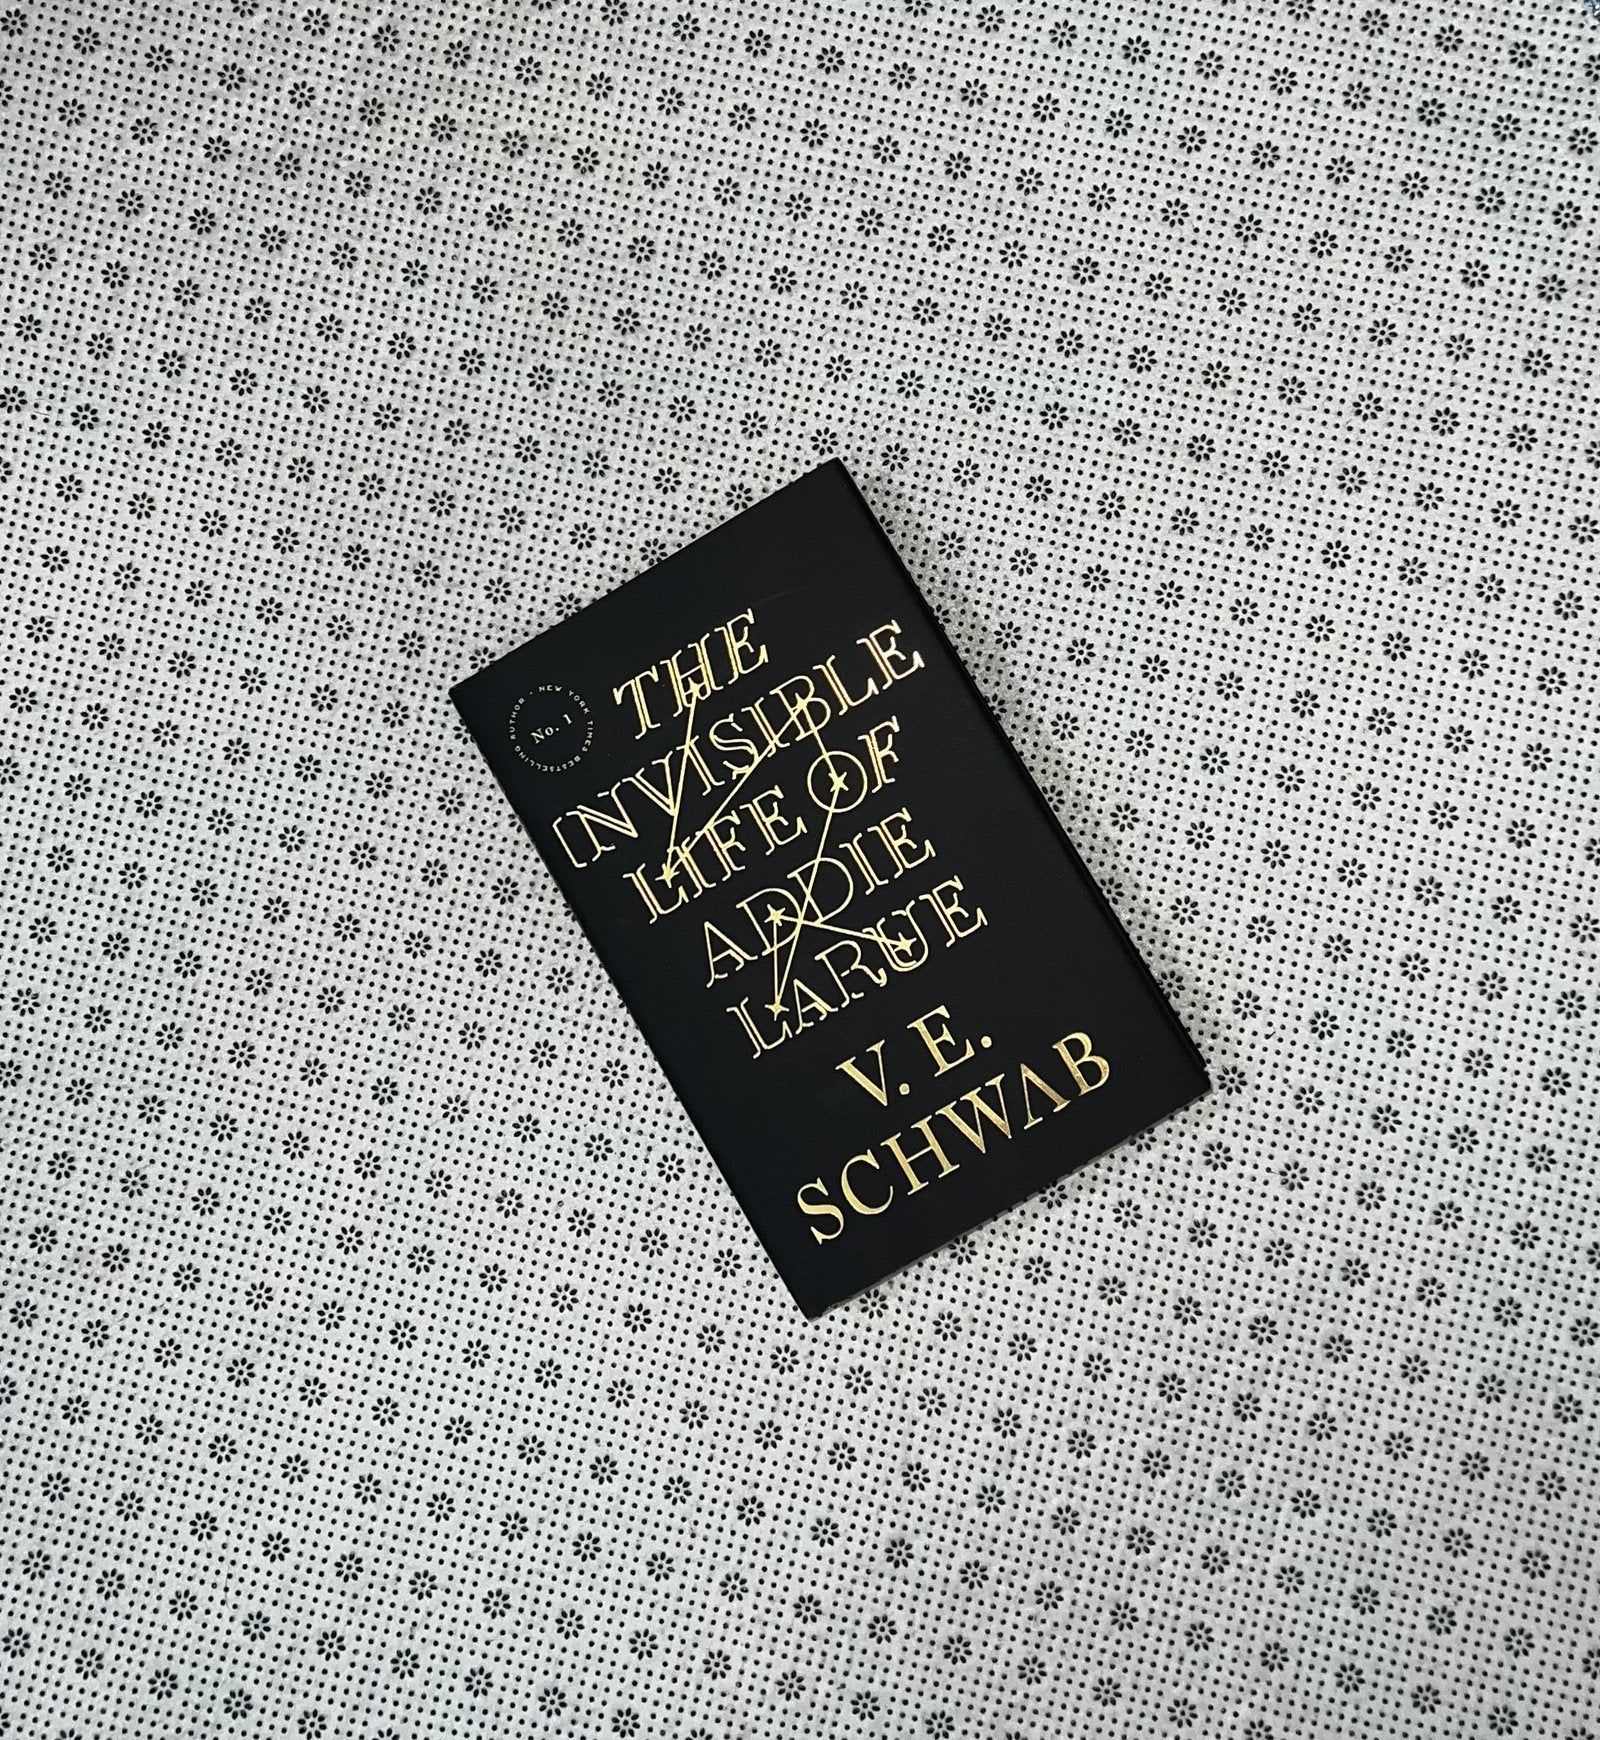 NEW YORK TIMES BESTSELLING AUTHOR ·
No. 1
THE
INVISIBLE
LIFE OF
ADDIE
LARUE
V. E.
SCHWAB